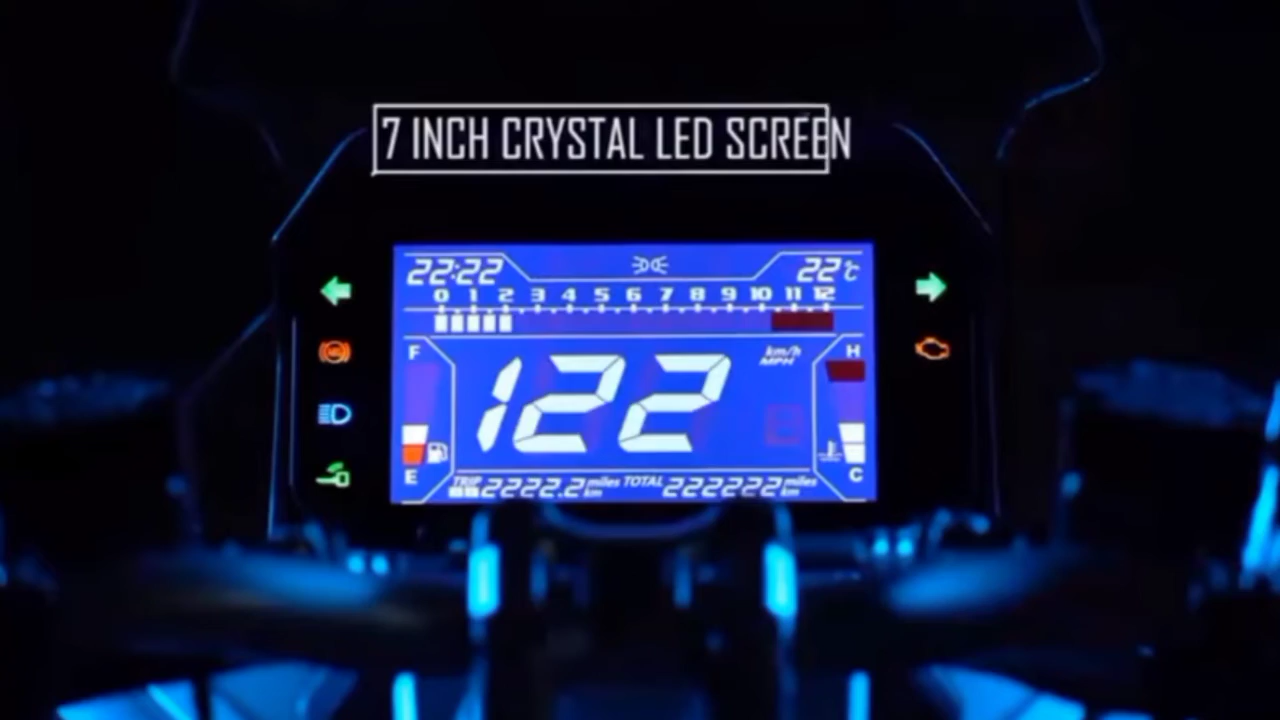 7 INCH CRYSTAL LED SCREEN
22:22
22°C
0 1 2 3 4 5 6 7 8 9 10 11 12
F
km/h
MPH
H
122
E
C
TRIP 2222.2 miles km TOTAL 222222 miles km